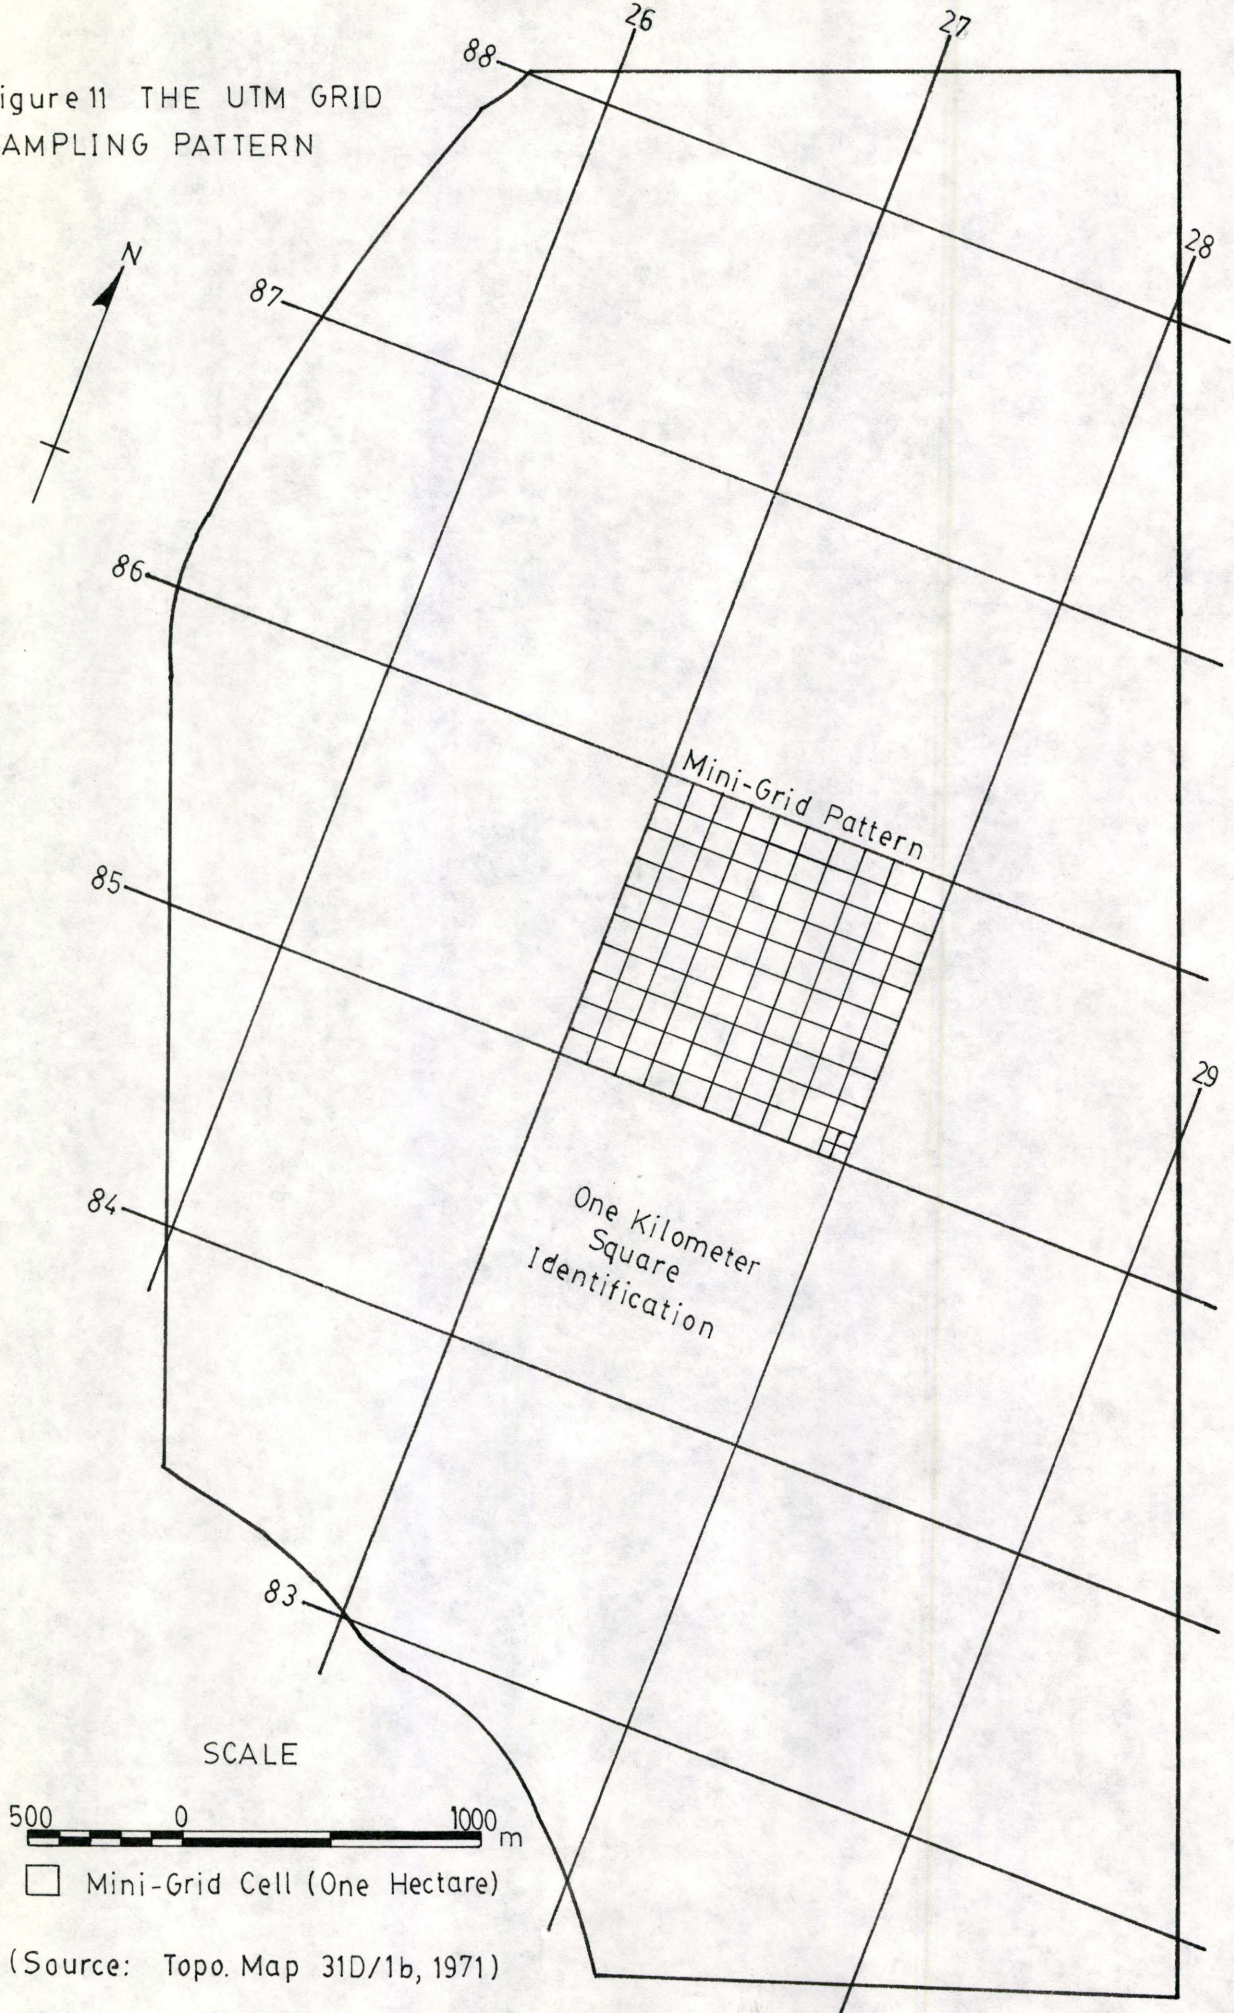 igure 11 THE UTM GRID
AMPLING PATTERN
26
27
88
N
28
87
86
Mini-Grid Pattern
85
29
84
One Kilometer
Square
Identification
83
SCALE
500 0 1000 m
Mini-Grid Cell (One Hectare)
(Source: Topo. Map 31D/1b, 1971)